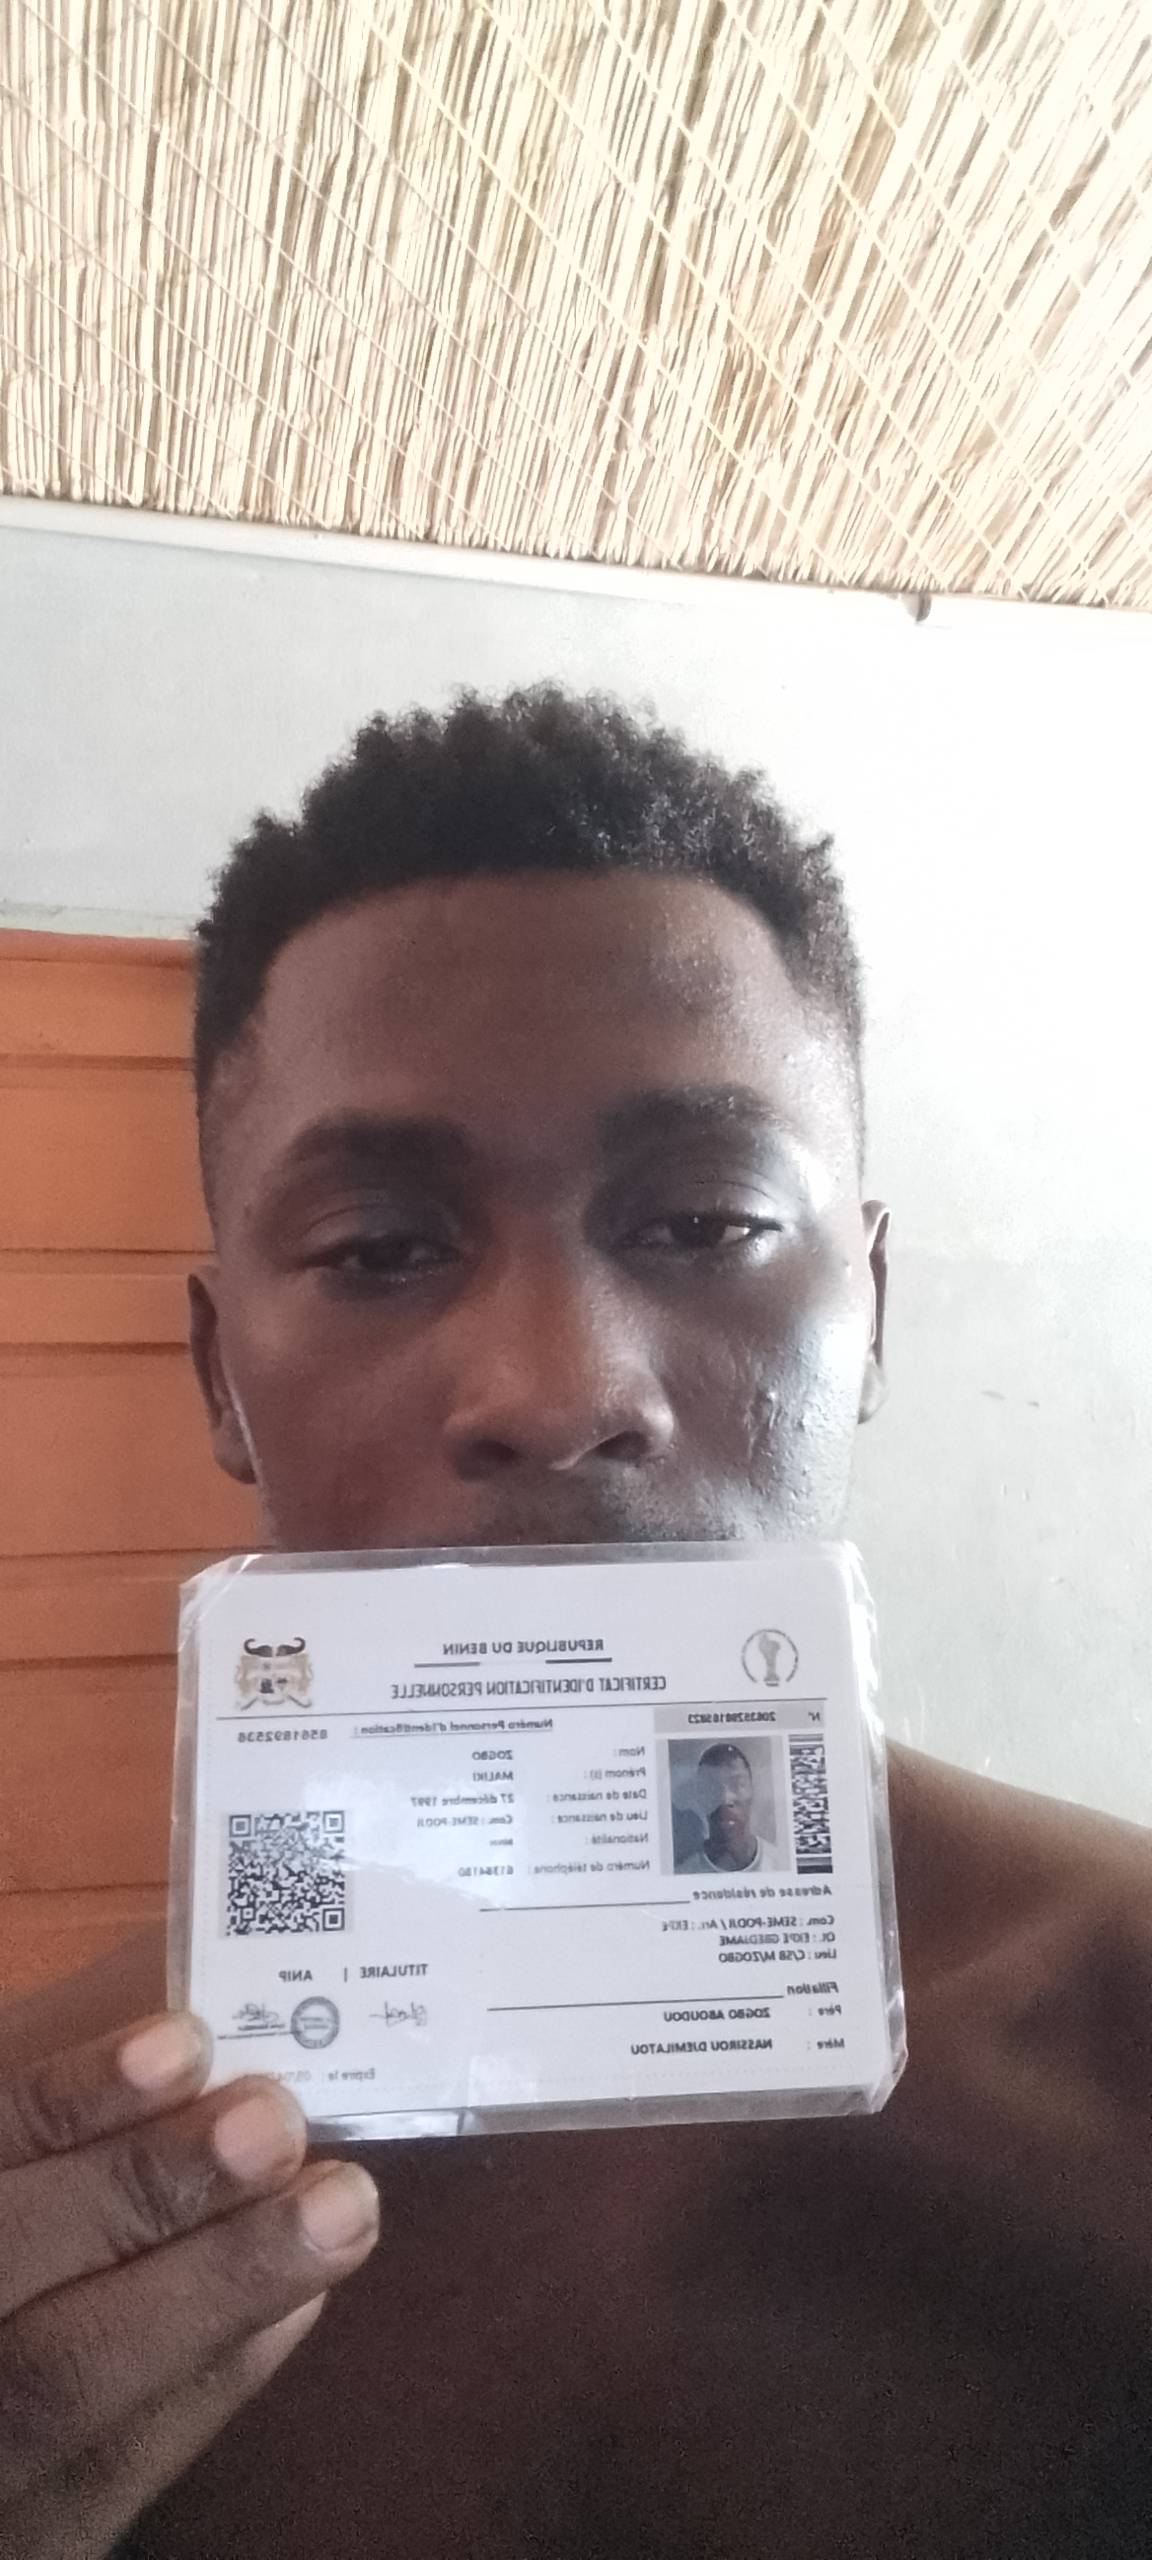 REPUBLIQUE DU BENIN
CERTIFICAT D'IDENTIFICATION PERSONNELLE
N°
Numéro Personnel d'Identification : 8561892538
Nom : ZOGBO
Prénom (s) : MALIKI
Date de naissance : 27 décembre 1997
Lieu de naissance : Com. : SEME-PODJI
Nationalité :
Numéro de téléphone : 61364180
Adresse de résidence
Com. : SEME-PODJI / Arr. : EKPE
Qt. : EKPE GBEDJAME
Lieu : C/SB M/ZOGBO
Filiation
Père : ZOGBO ABOUDOU
Mère : NASSIROU DJEMILATOU
TITULAIRE | ANIP
Expire le